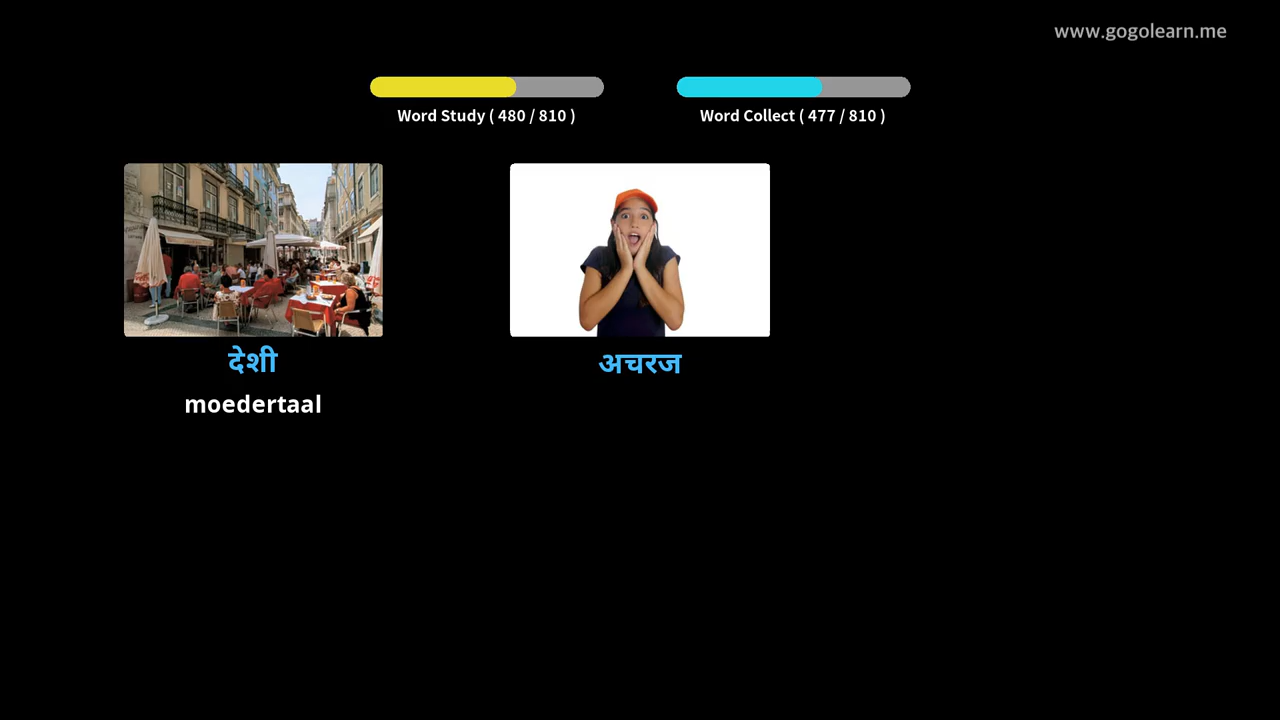 www.gogolearn.me
Word Study ( 480 / 810 )
Word Collect ( 477 / 810 )
देशी
अचरज
moedertaal